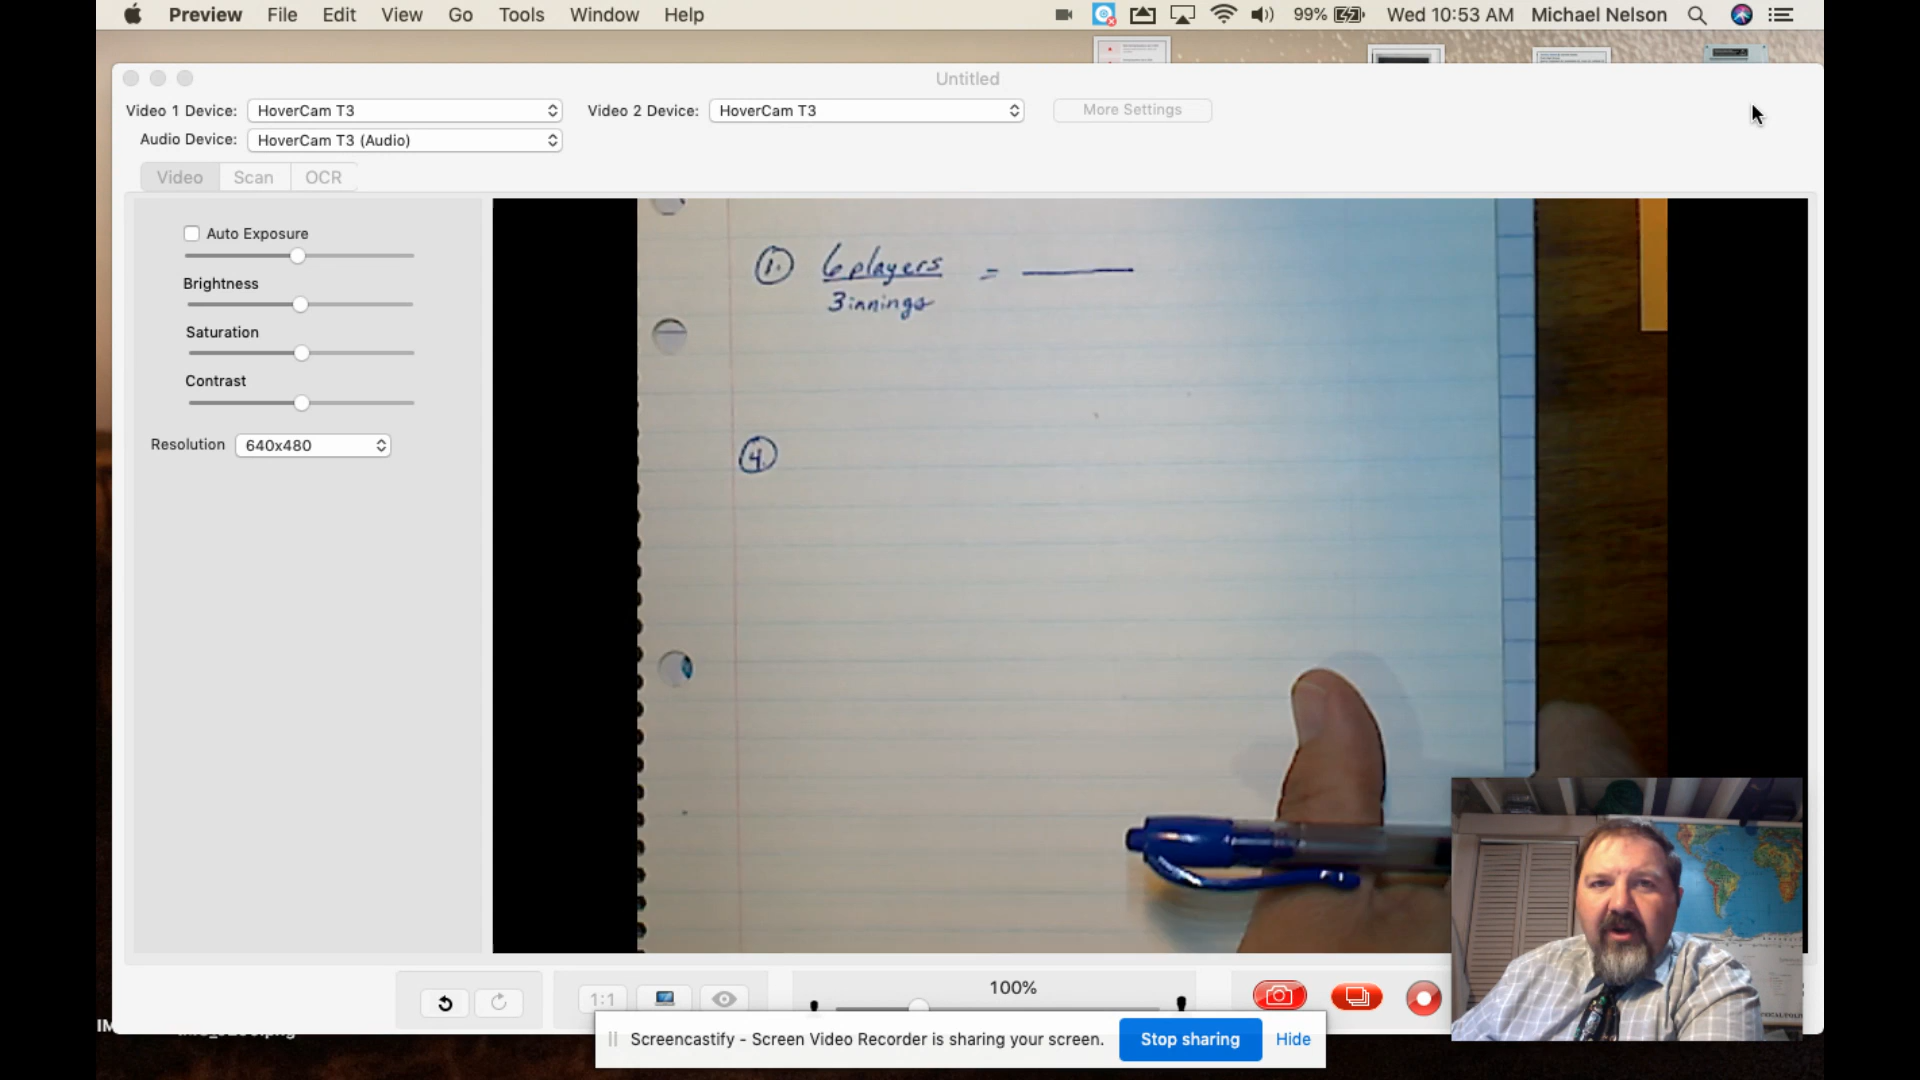 Preview File Edit View Go Tools Window Help 99% Wed 10:53 AM Michael Nelson
Untitled
Video 1 Device: HoverCam T3 Video 2 Device: HoverCam T3 More Settings
Audio Device: HoverCam T3 (Audio)
Video Scan OCR
Auto Exposure
Brightness
Saturation
Contrast
Resolution 640x480
1. 6 players = 
3 innings
4.
1:1
100%
Screencastify - Screen Video Recorder is sharing your screen. Stop sharing Hide